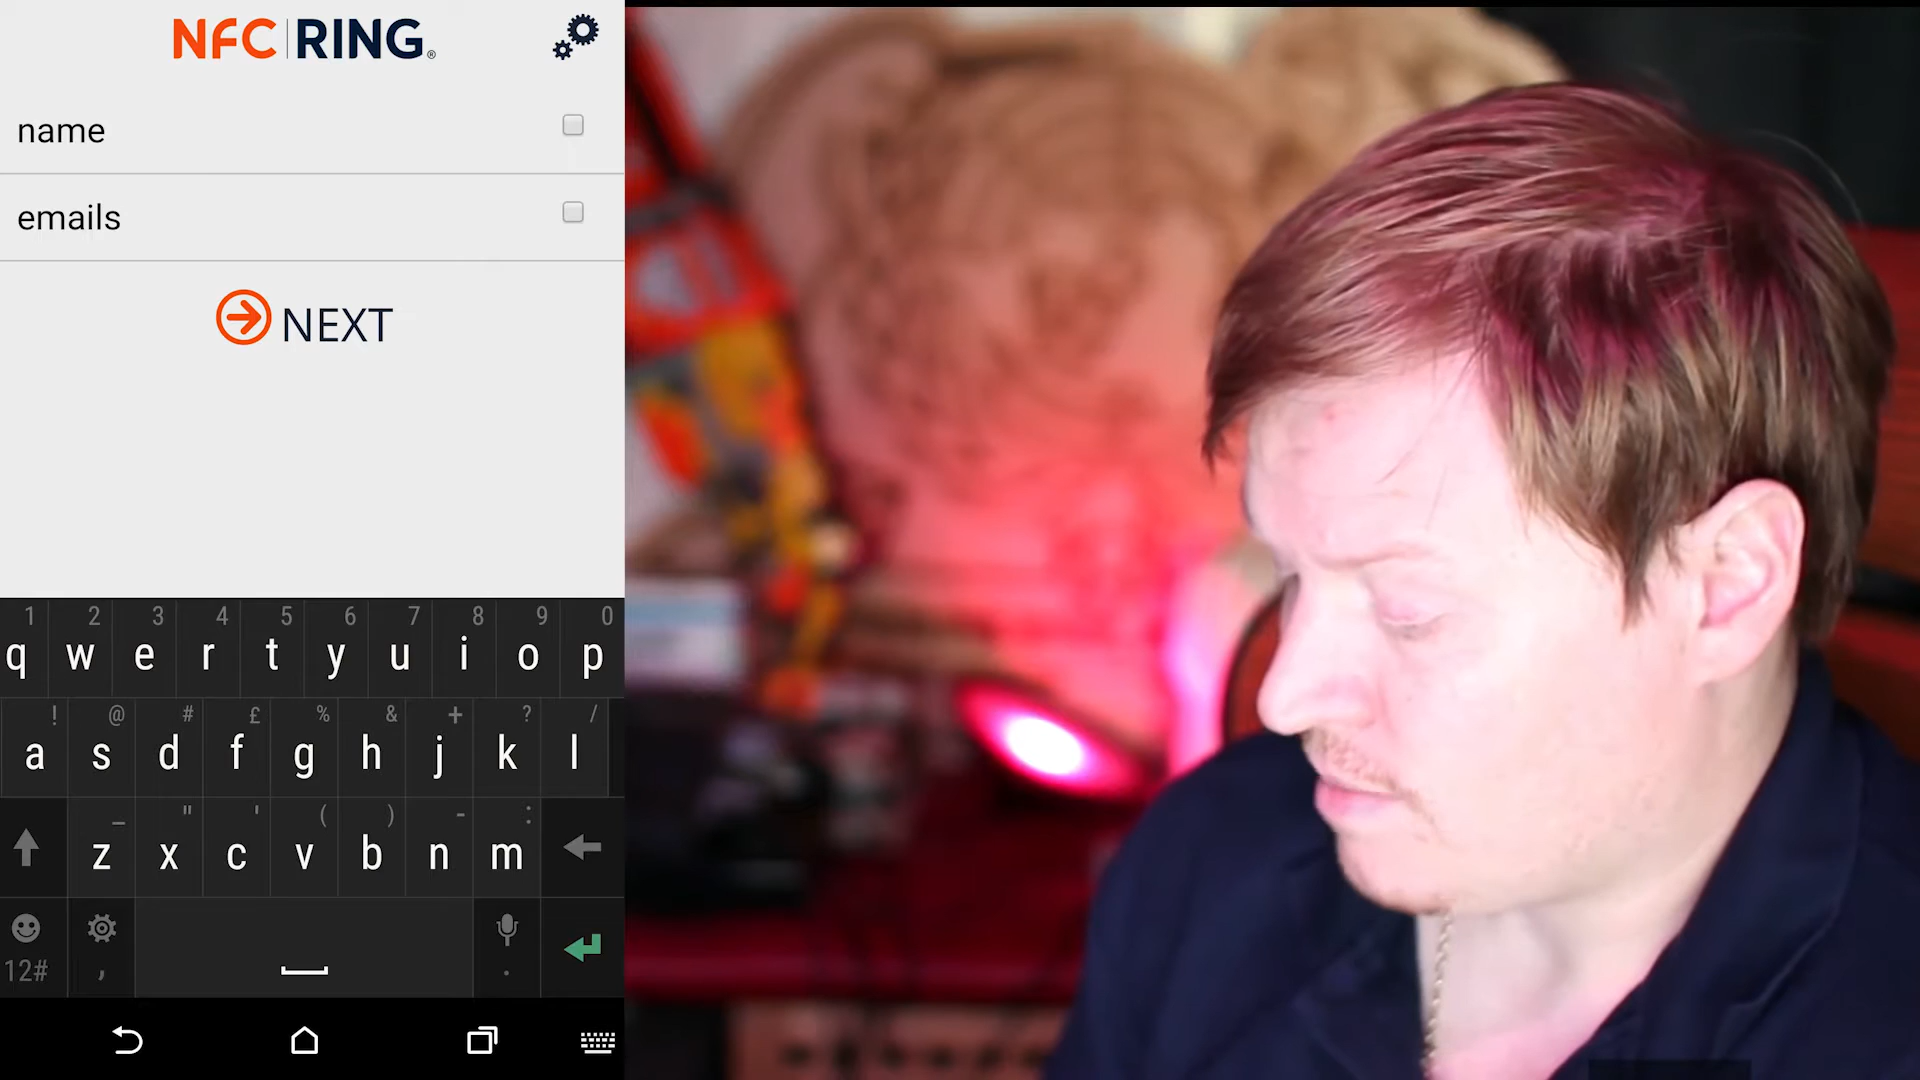 NFC|RING®
name
emails
NEXT
1 2 3 4 5 6 7 8 9 0
q w e r t y u i o p
! @ # £ % & + ? /
a s d f g h j k l
_ " ' ( ) - :
z x c v b n m
12# , .